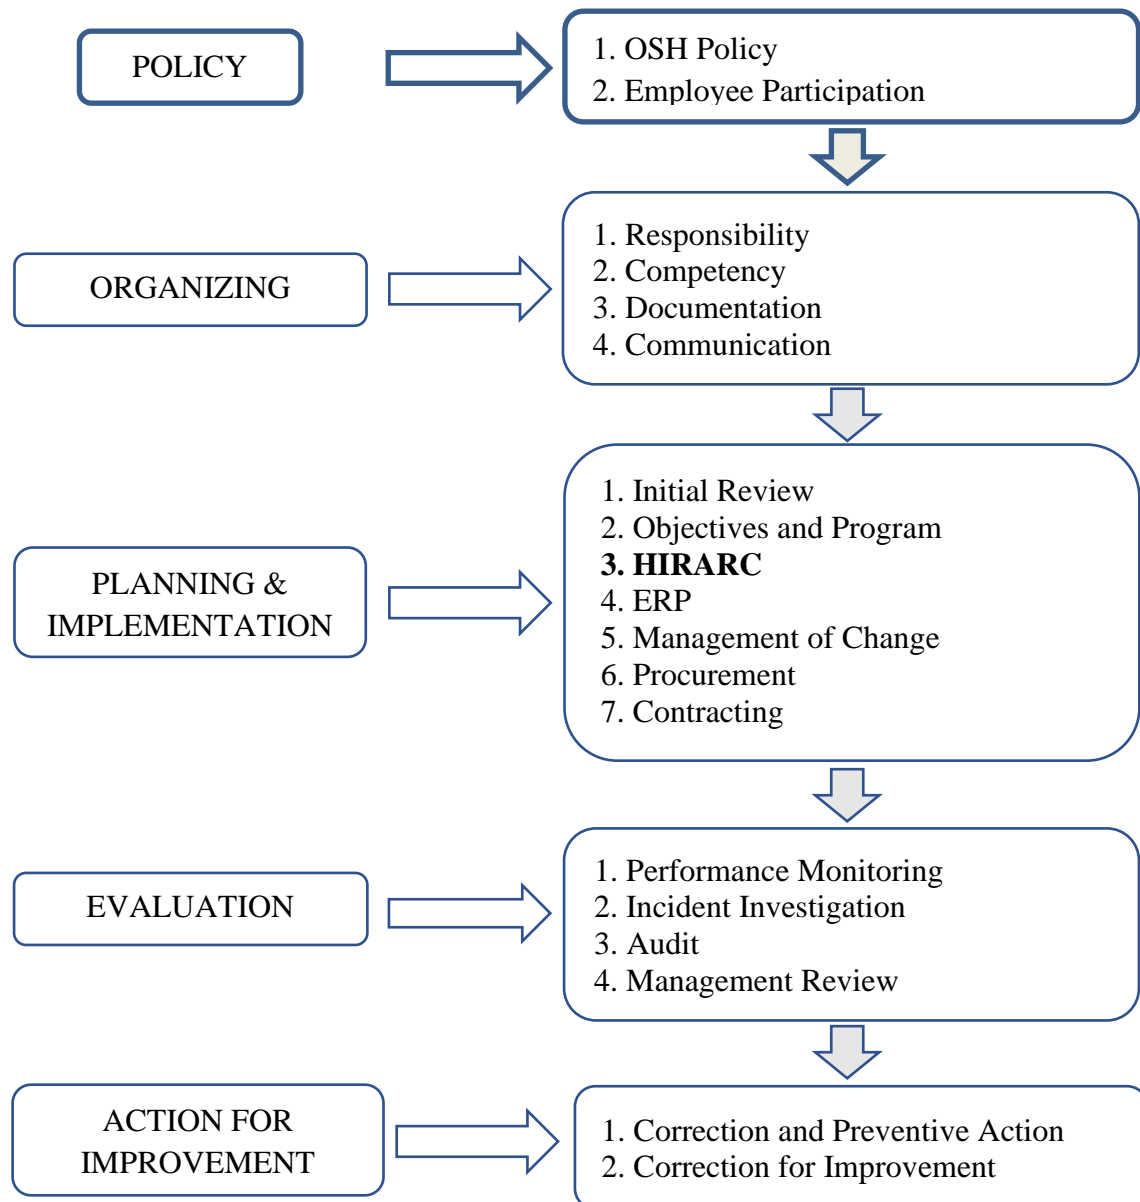 POLICY
1. OSH Policy
2. Employee Participation
ORGANIZING
1. Responsibility
2. Competency
3. Documentation
4. Communication
PLANNING &
IMPLEMENTATION
1. Initial Review
2. Objectives and Program
3. HIRARC
4. ERP
5. Management of Change
6. Procurement
7. Contracting
EVALUATION
1. Performance Monitoring
2. Incident Investigation
3. Audit
4. Management Review
ACTION FOR
IMPROVEMENT
1. Correction and Preventive Action
2. Correction for Improvement